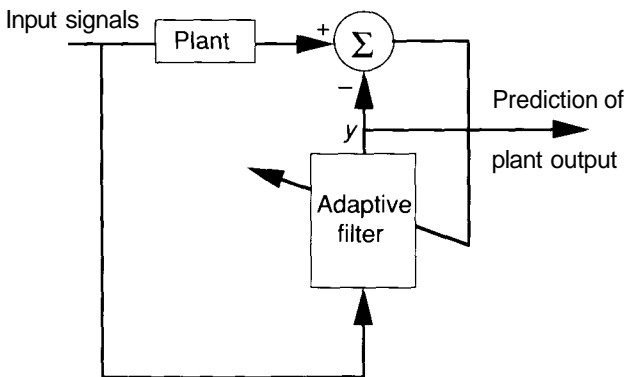 Input signals
Plant
+
Σ
−
Prediction of
y
plant output
Adaptive
filter